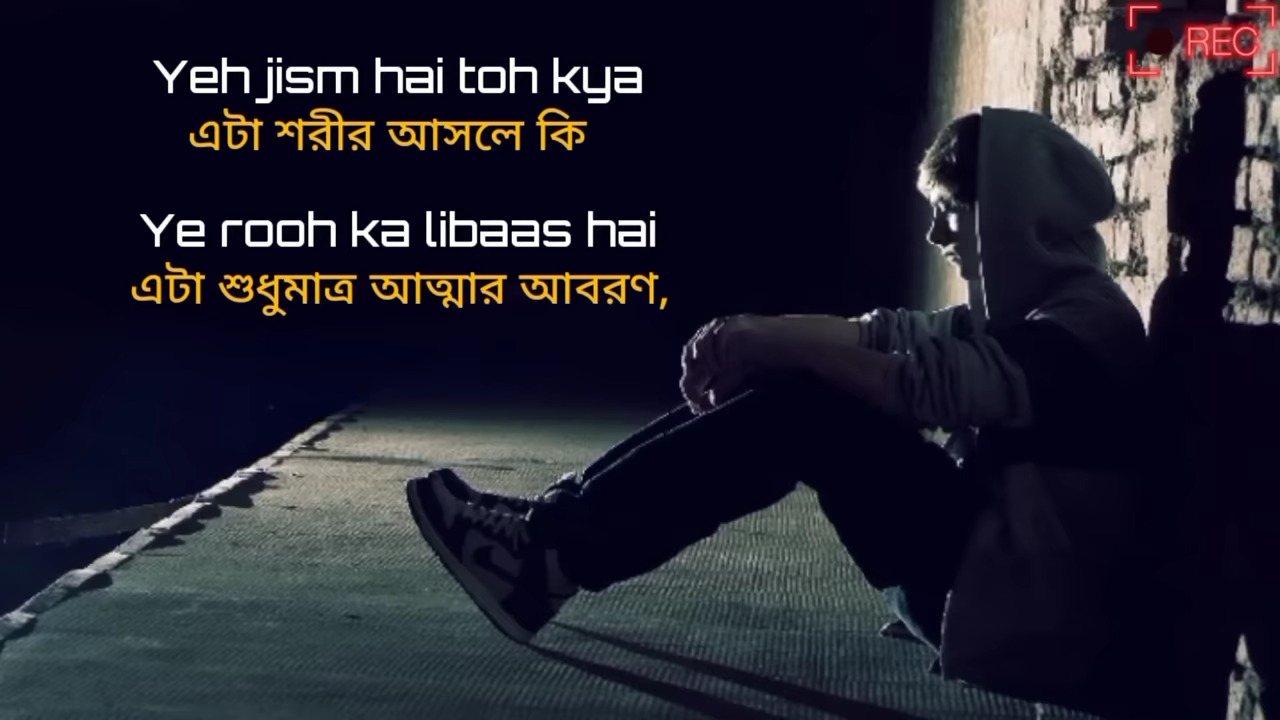 REC
Yeh jism hai toh kya
এটা শরীর আসলে কি
Ye rooh ka libaas hai
এটা শুধুমাত্র আত্মার আবরণ,